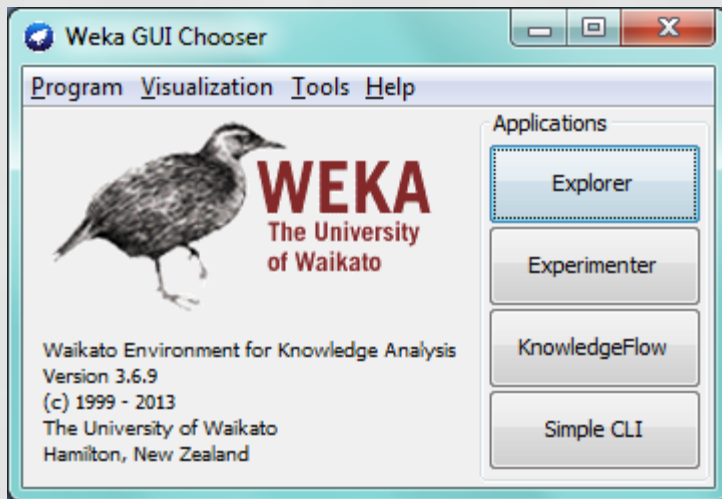 Weka GUI Chooser
Program Visualization Tools Help
WEKA
The University
of Waikato
Waikato Environment for Knowledge Analysis
Version 3.6.9
(c) 1999 - 2013
The University of Waikato
Hamilton, New Zealand
Applications
Explorer
Experimenter
KnowledgeFlow
Simple CLI